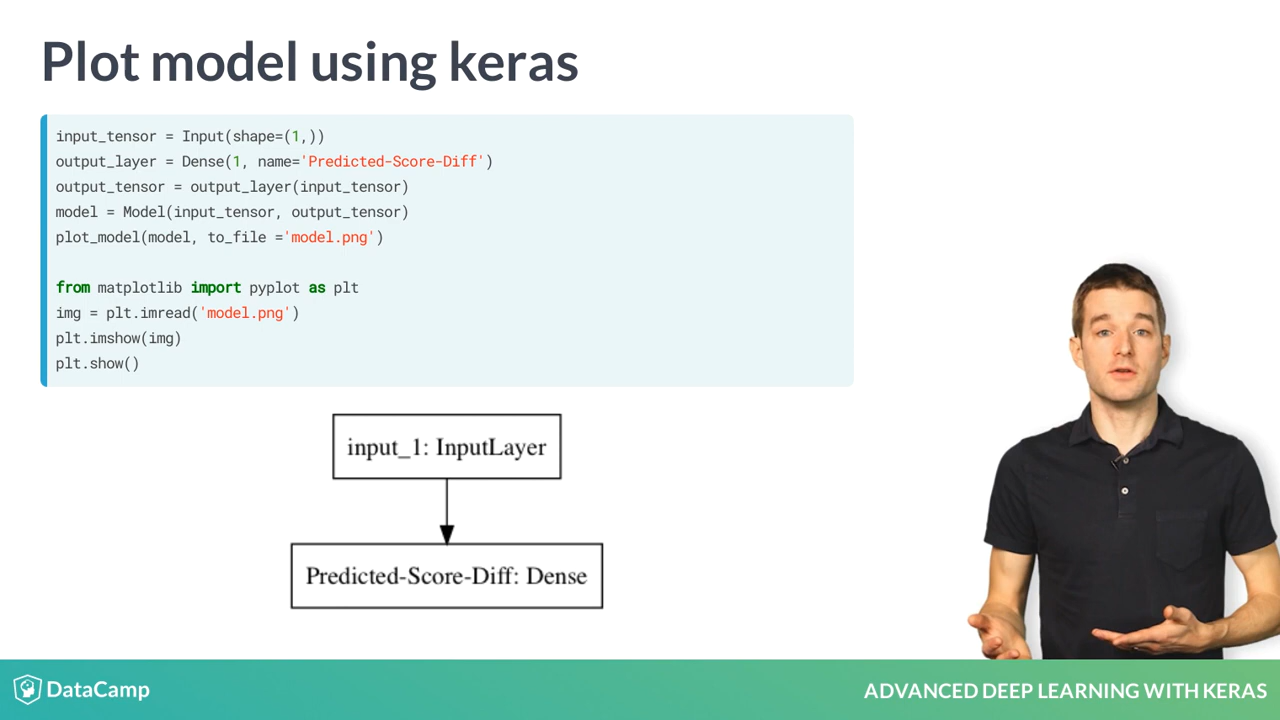 Plot model using keras
input_tensor = Input(shape=(1,))
output_layer = Dense(1, name='Predicted-Score-Diff')
output_tensor = output_layer(input_tensor)
model = Model(input_tensor, output_tensor)
plot_model(model, to_file ='model.png')
from matplotlib import pyplot as plt
img = plt.imread('model.png')
plt.imshow(img)
plt.show()
input_1: InputLayer
Predicted-Score-Diff: Dense
DataCamp
ADVANCED DEEP LEARNING WITH KERAS